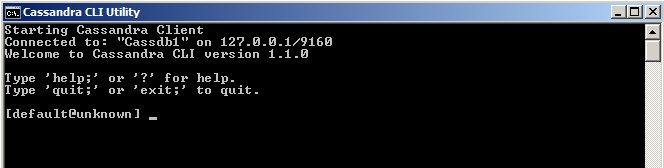 Cassandra CLI Utility
Starting Cassandra Client
Connected to: "Cassdb1" on 127.0.0.1/9160
Welcome to Cassandra CLI version 1.1.0
Type 'help;' or '?' for help.
Type 'quit;' or 'exit;' to quit.
[default@unknown] _